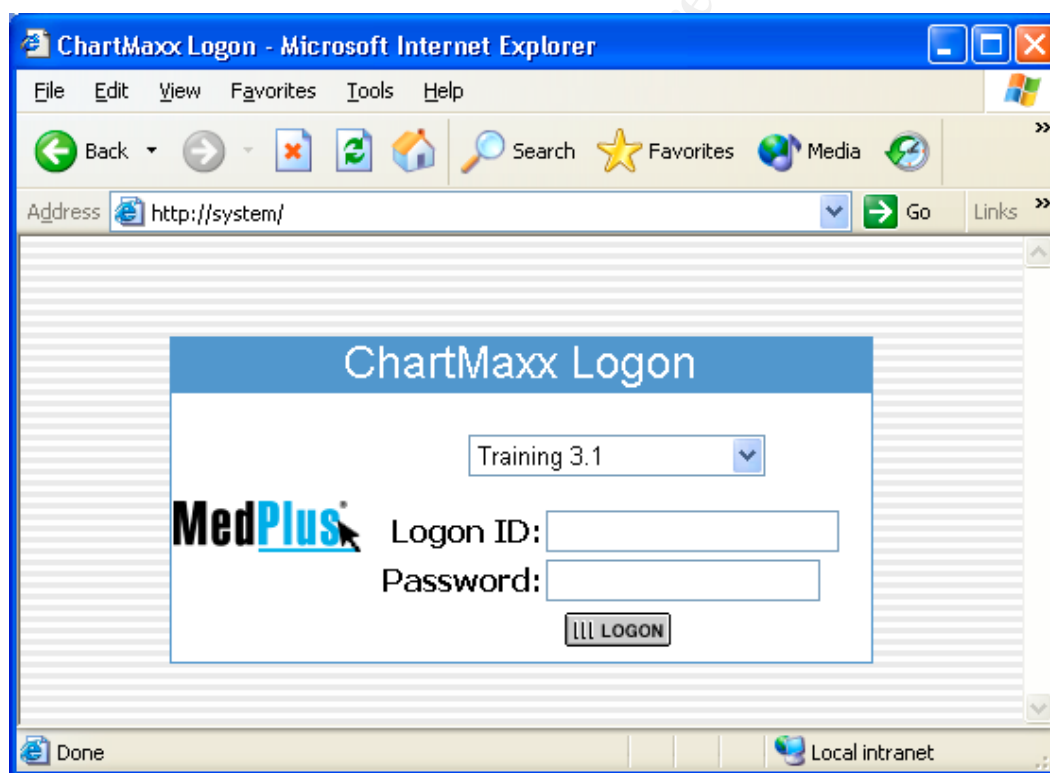 ChartMaxx Logon - Microsoft Internet Explorer
File Edit View Favorites Tools Help
Back Search Favorites Media »
Address http://system/ Go Links »
ChartMaxx Logon
Training 3.1
MedPlus
Logon ID:
Password:
LOGON
Done Local intranet